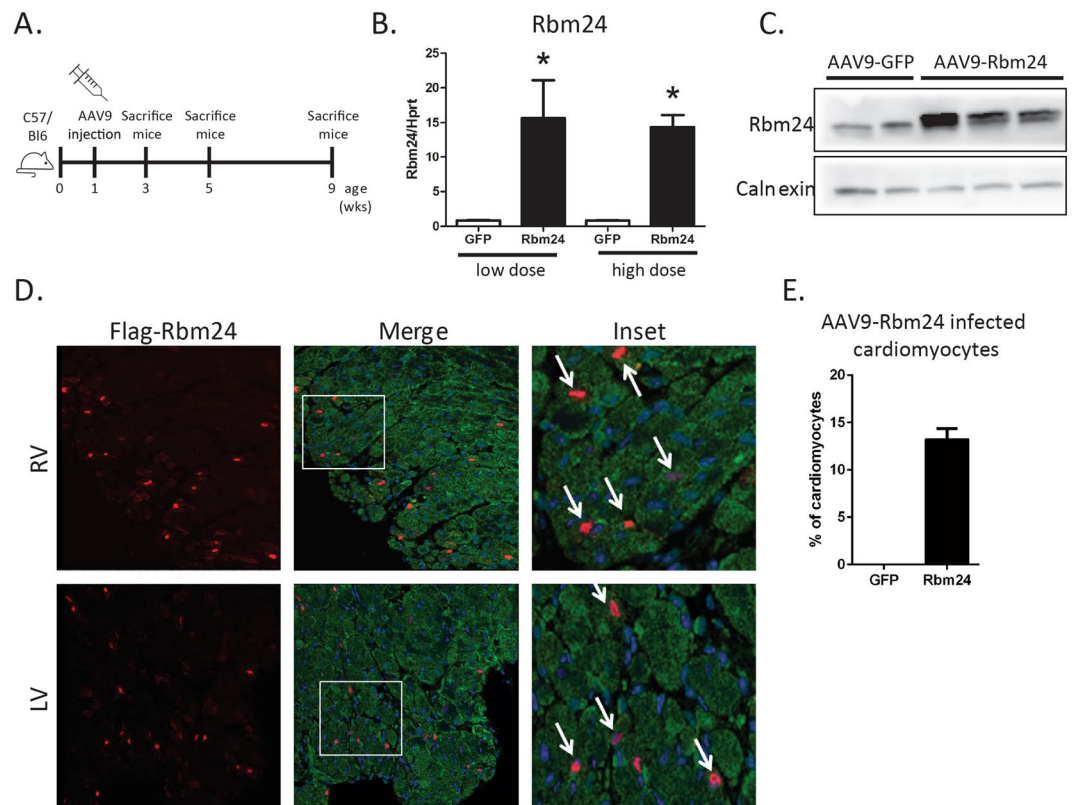 A.
C57/
Bl6
AAV9
injection
Sacrifice
mice
Sacrifice
mice
Sacrifice
mice
0 1 3 5 9 age
(wks)
B.
Rbm24
Rbm24/Hprt
25
20
15
10
5
0
* *
GFP Rbm24 GFP Rbm24
low dose high dose
C.
AAV9-GFP AAV9-Rbm24
Rbm24
Calnexin
D.
Flag-Rbm24 Merge Inset
RV
LV
E.
AAV9-Rbm24 infected
cardiomyocytes
% of cardiomyocytes
20
15
10
5
0
GFP Rbm24